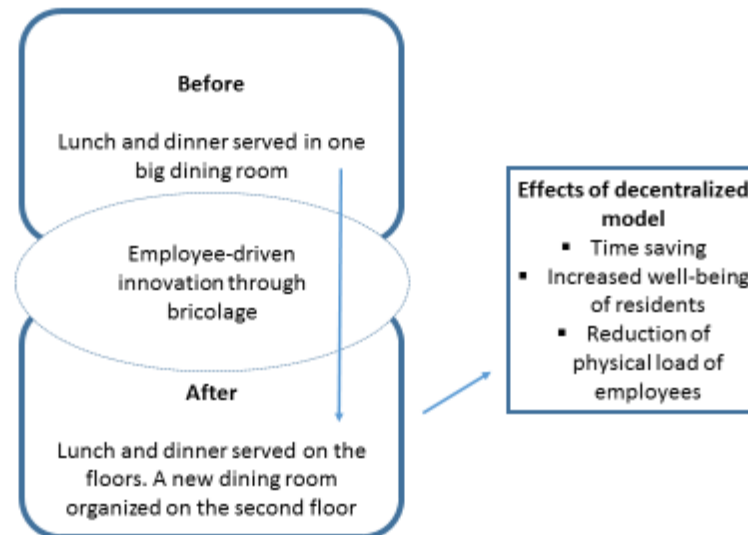 Before
Lunch and dinner served in one
big dining room
Employee-driven
innovation through
bricolage
After
Lunch and dinner served on the
floors. A new dining room
organized on the second floor
Effects of decentralized
model
▪ Time saving
▪ Increased well-being
of residents
▪ Reduction of
physical load of
employees